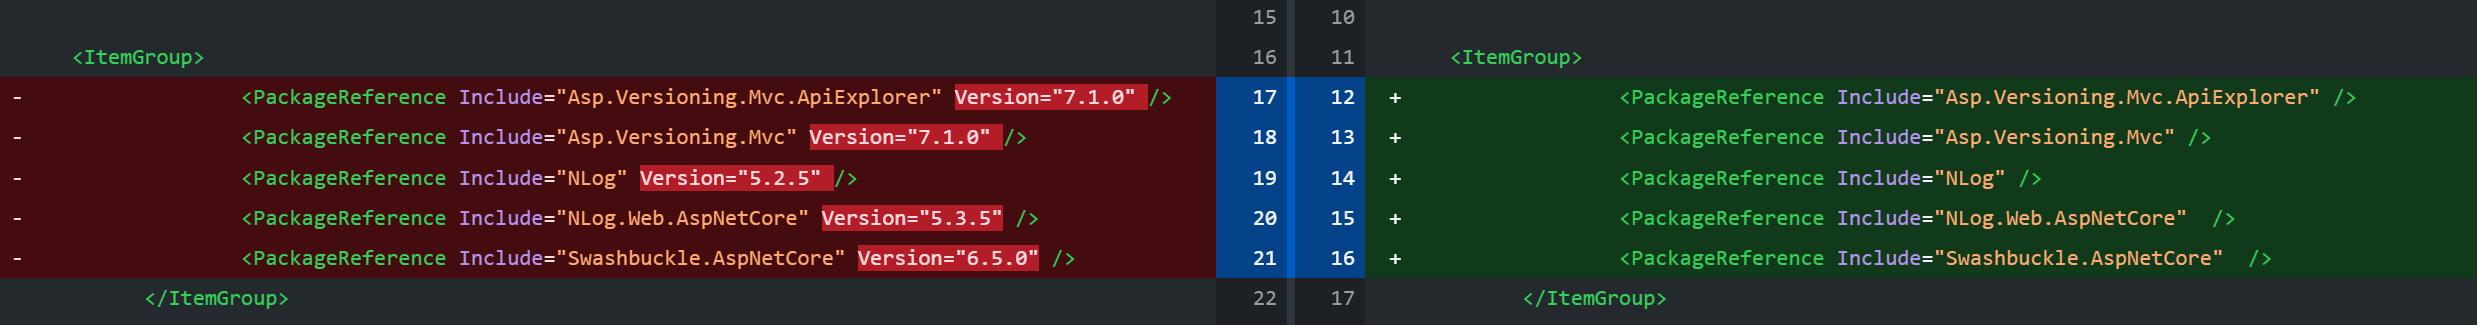 15 10
<ItemGroup> 16 11 <ItemGroup>
- <PackageReference Include="Asp.Versioning.Mvc.ApiExplorer" Version="7.1.0" /> 17 12 + <PackageReference Include="Asp.Versioning.Mvc.ApiExplorer" />
- <PackageReference Include="Asp.Versioning.Mvc" Version="7.1.0" /> 18 13 + <PackageReference Include="Asp.Versioning.Mvc" />
- <PackageReference Include="NLog" Version="5.2.5" /> 19 14 + <PackageReference Include="NLog" />
- <PackageReference Include="NLog.Web.AspNetCore" Version="5.3.5" /> 20 15 + <PackageReference Include="NLog.Web.AspNetCore"  />
- <PackageReference Include="Swashbuckle.AspNetCore" Version="6.5.0" /> 21 16 + <PackageReference Include="Swashbuckle.AspNetCore"  />
</ItemGroup> 22 17 </ItemGroup>